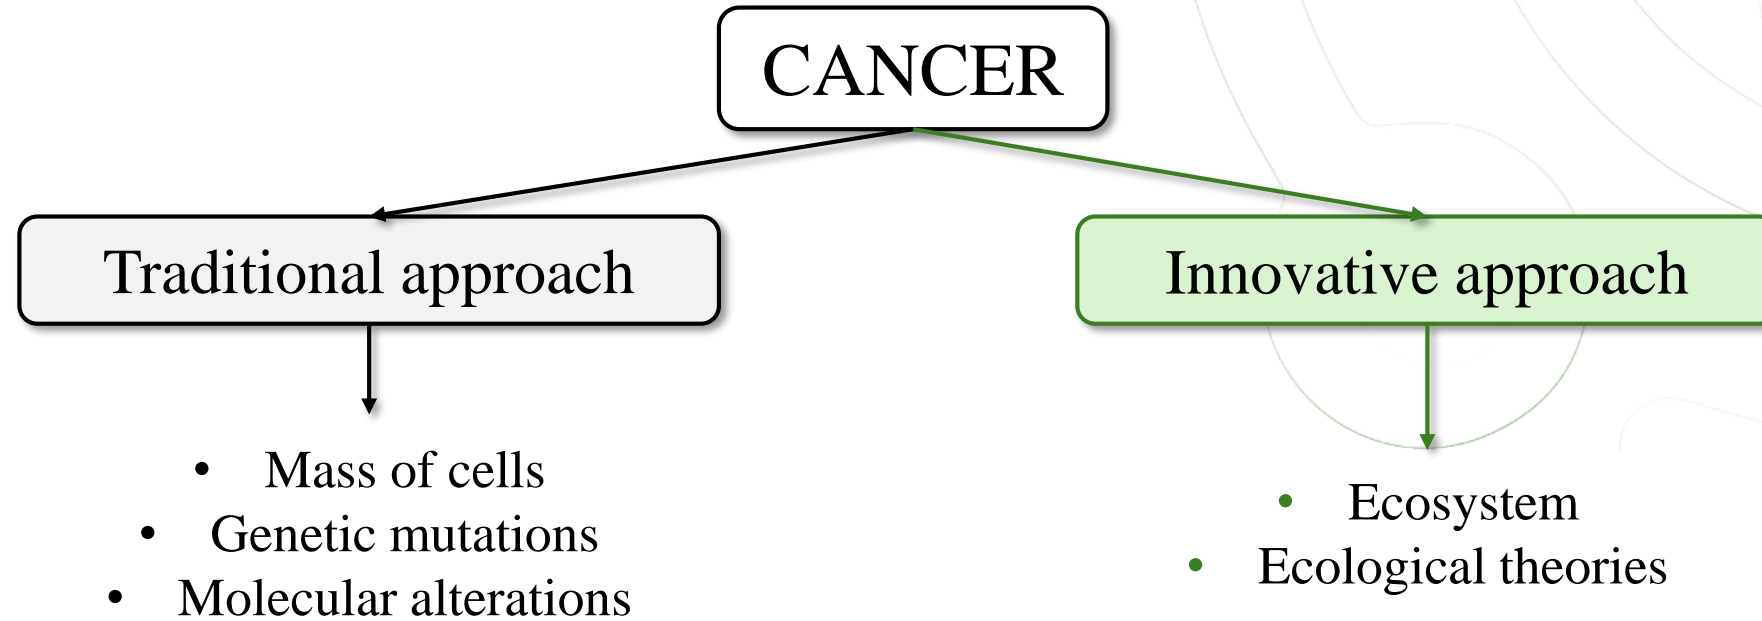 CANCER
Traditional approach
Innovative approach
• Mass of cells
• Genetic mutations
• Molecular alterations
• Ecosystem
• Ecological theories